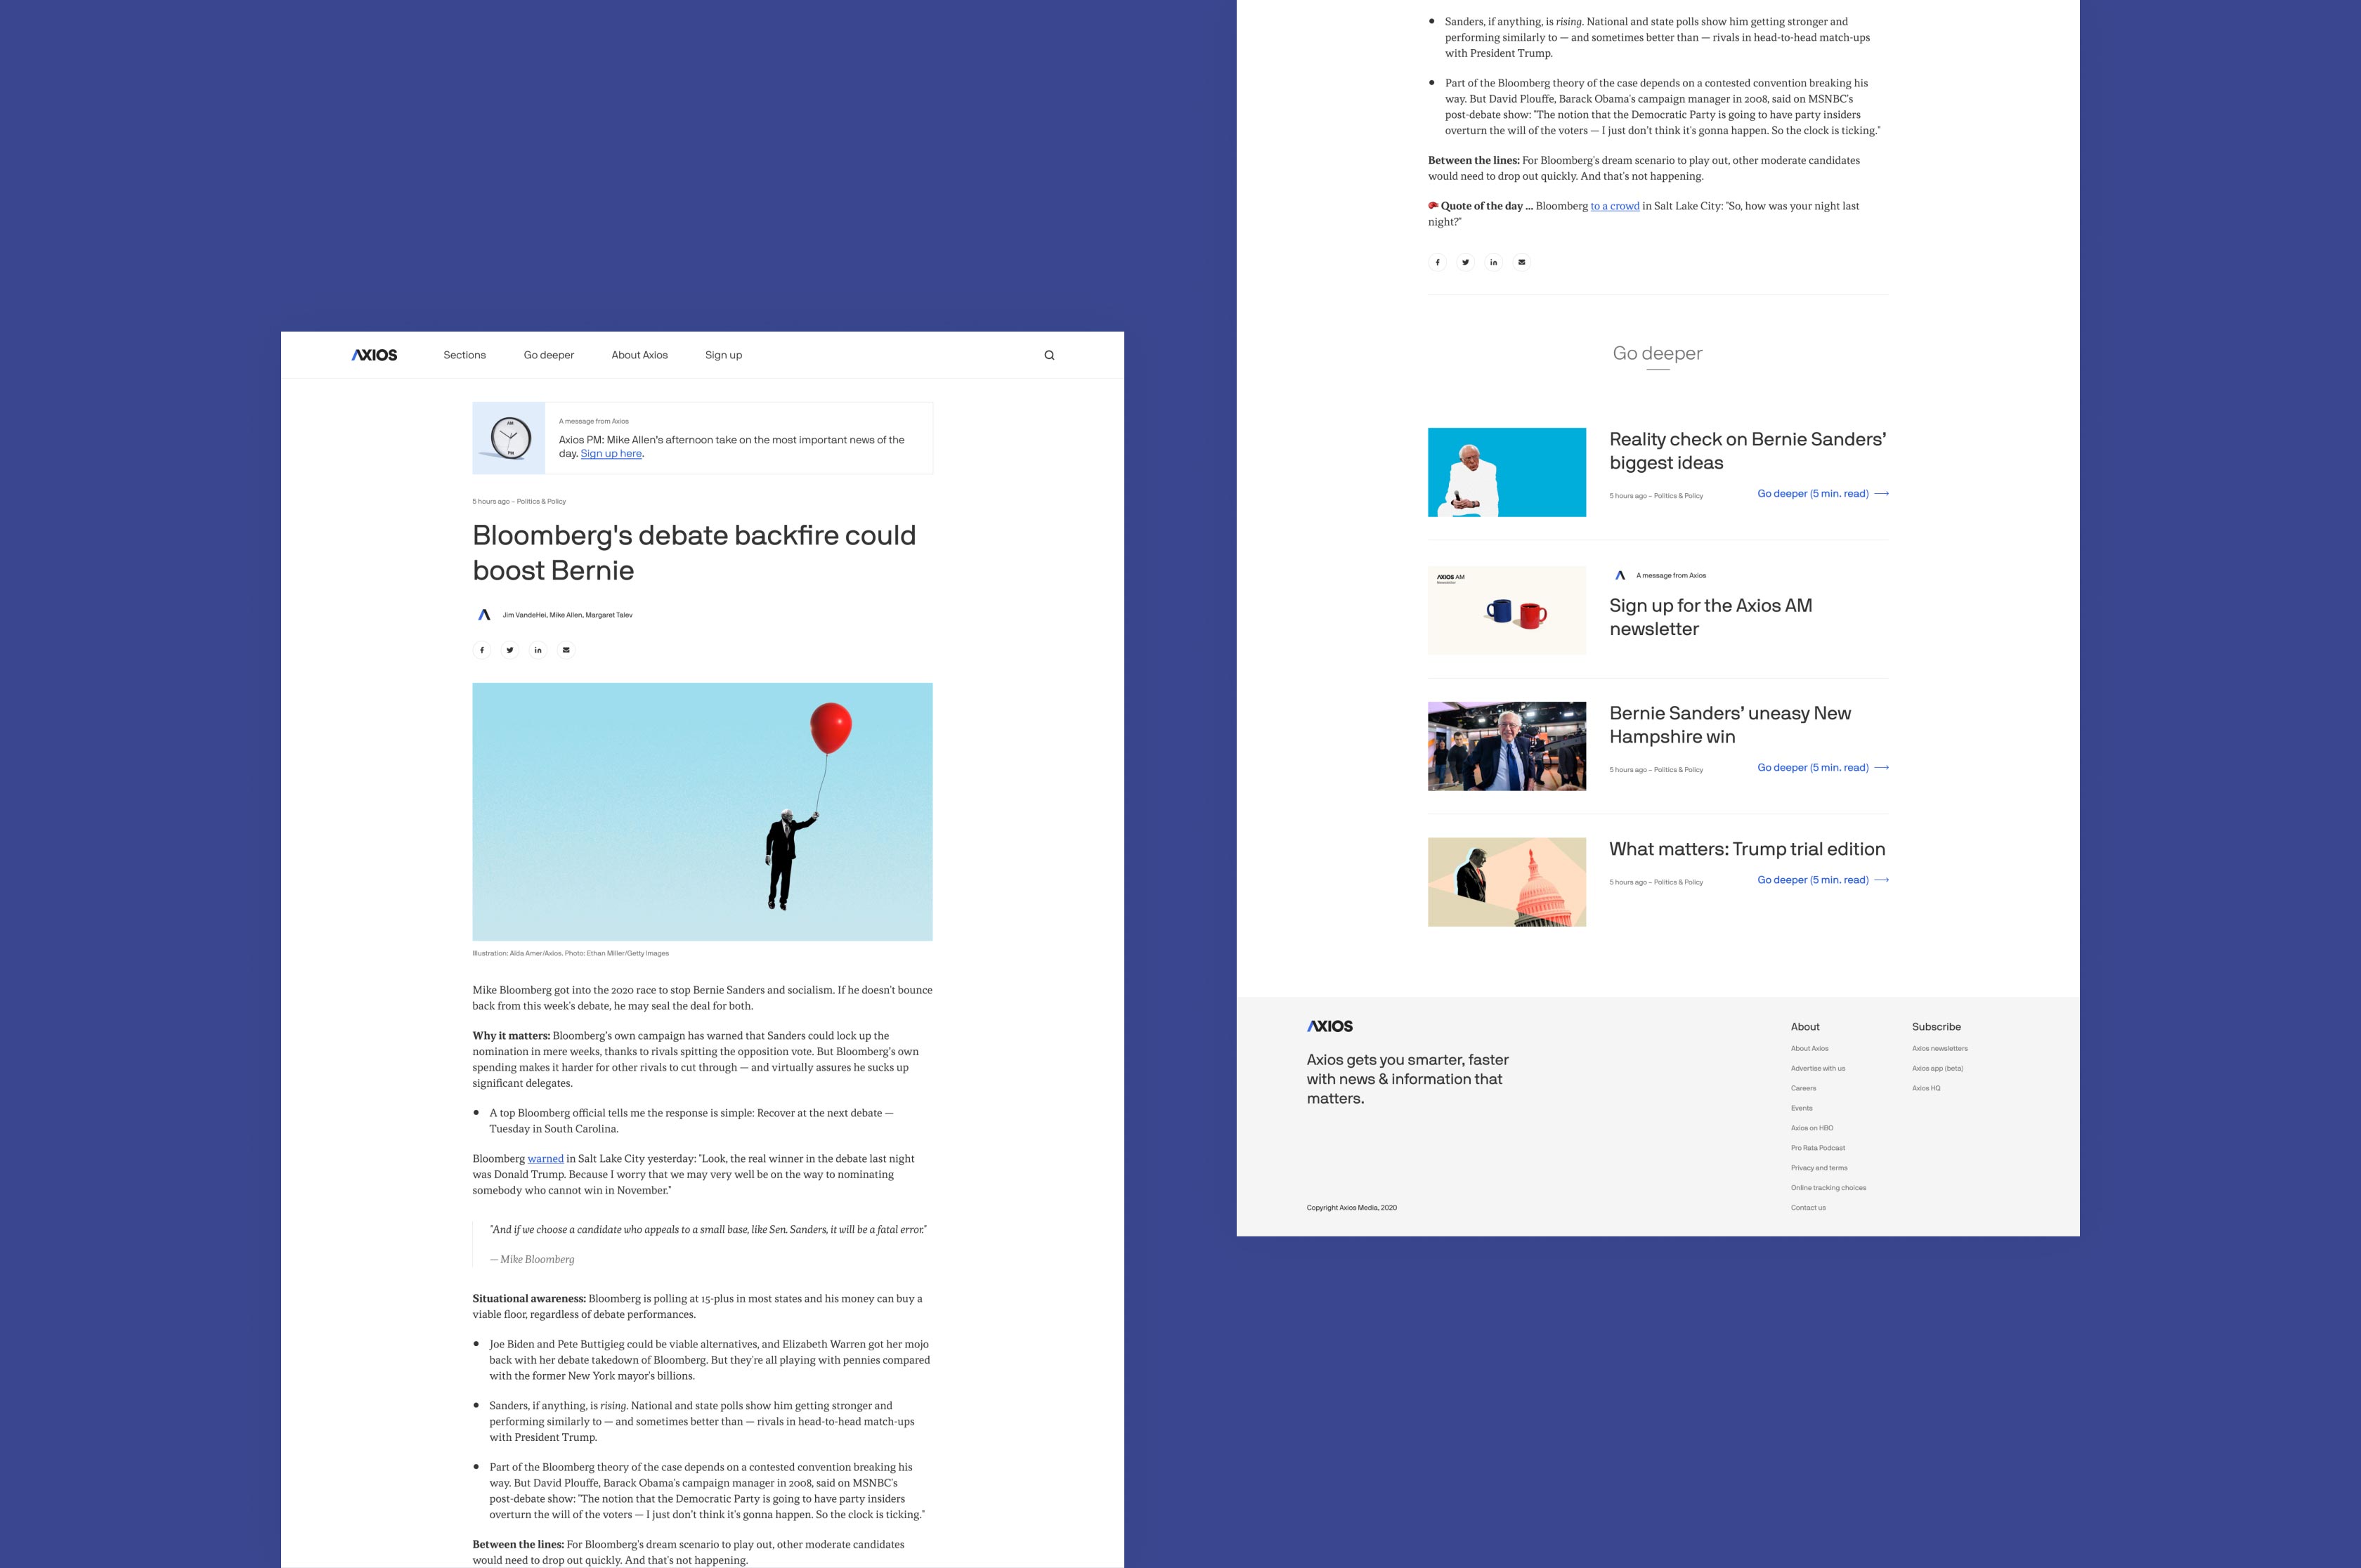 AXIOS
Sections
Go deeper
About Axios
Sign up
AM
PM
A message from Axios
Axios PM: Mike Allen's afternoon take on the most important news of the
day. Sign up here.
5 hours ago – Politics & Policy
Bloomberg's debate backfire could
boost Bernie
Jim VandeHei, Mike Allen, Margaret Talev
Illustration: Aïda Amer/Axios. Photo: Ethan Miller/Getty Images
Mike Bloomberg got into the 2020 race to stop Bernie Sanders and socialism. If he doesn't bounce
back from this week's debate, he may seal the deal for both.
Why it matters: Bloomberg's own campaign has warned that Sanders could lock up the
nomination in mere weeks, thanks to rivals spitting the opposition vote. But Bloomberg's own
spending makes it harder for other rivals to cut through — and virtually assures he sucks up
significant delegates.
• A top Bloomberg official tells me the response is simple: Recover at the next debate —
Tuesday in South Carolina.
Bloomberg warned in Salt Lake City yesterday: "Look, the real winner in the debate last night
was Donald Trump. Because I worry that we may very well be on the way to nominating
somebody who cannot win in November."
"And if we choose a candidate who appeals to a small base, like Sen. Sanders, it will be a fatal error."
— Mike Bloomberg
Situational awareness: Bloomberg is polling at 15-plus in most states and his money can buy a
viable floor, regardless of debate performances.
• Joe Biden and Pete Buttigieg could be viable alternatives, and Elizabeth Warren got her mojo
back with her debate takedown of Bloomberg. But they're all playing with pennies compared
with the former New York mayor's billions.
• Sanders, if anything, is rising. National and state polls show him getting stronger and
performing similarly to — and sometimes better than — rivals in head-to-head match-ups
with President Trump.
• Part of the Bloomberg theory of the case depends on a contested convention breaking his
way. But David Plouffe, Barack Obama's campaign manager in 2008, said on MSNBC's
post-debate show: "The notion that the Democratic Party is going to have party insiders
overturn the will of the voters — I just don't think it's gonna happen. So the clock is ticking."
Between the lines: For Bloomberg's dream scenario to play out, other moderate candidates
would need to drop out quickly. And that's not happening.
• Sanders, if anything, is rising. National and state polls show him getting stronger and
performing similarly to — and sometimes better than — rivals in head-to-head match-ups
with President Trump.
• Part of the Bloomberg theory of the case depends on a contested convention breaking his
way. But David Plouffe, Barack Obama's campaign manager in 2008, said on MSNBC's
post-debate show: "The notion that the Democratic Party is going to have party insiders
overturn the will of the voters — I just don't think it's gonna happen. So the clock is ticking."
Between the lines: For Bloomberg's dream scenario to play out, other moderate candidates
would need to drop out quickly. And that's not happening.
🥊 Quote of the day ... Bloomberg to a crowd in Salt Lake City: "So, how was your night last
night?"
Go deeper
Reality check on Bernie Sanders'
biggest ideas
5 hours ago – Politics & Policy
Go deeper (5 min. read) ⟶
AXIOS AM
Newsletter
A message from Axios
Sign up for the Axios AM
newsletter
Bernie Sanders' uneasy New
Hampshire win
5 hours ago – Politics & Policy
Go deeper (5 min. read) ⟶
What matters: Trump trial edition
5 hours ago – Politics & Policy
Go deeper (5 min. read) ⟶
AXIOS
Axios gets you smarter, faster
with news & information that
matters.
Copyright Axios Media, 2020
About
About Axios
Advertise with us
Careers
Events
Axios on HBO
Pro Rata Podcast
Privacy and terms
Online tracking choices
Contact us
Subscribe
Axios newsletters
Axios app (beta)
Axios HQ